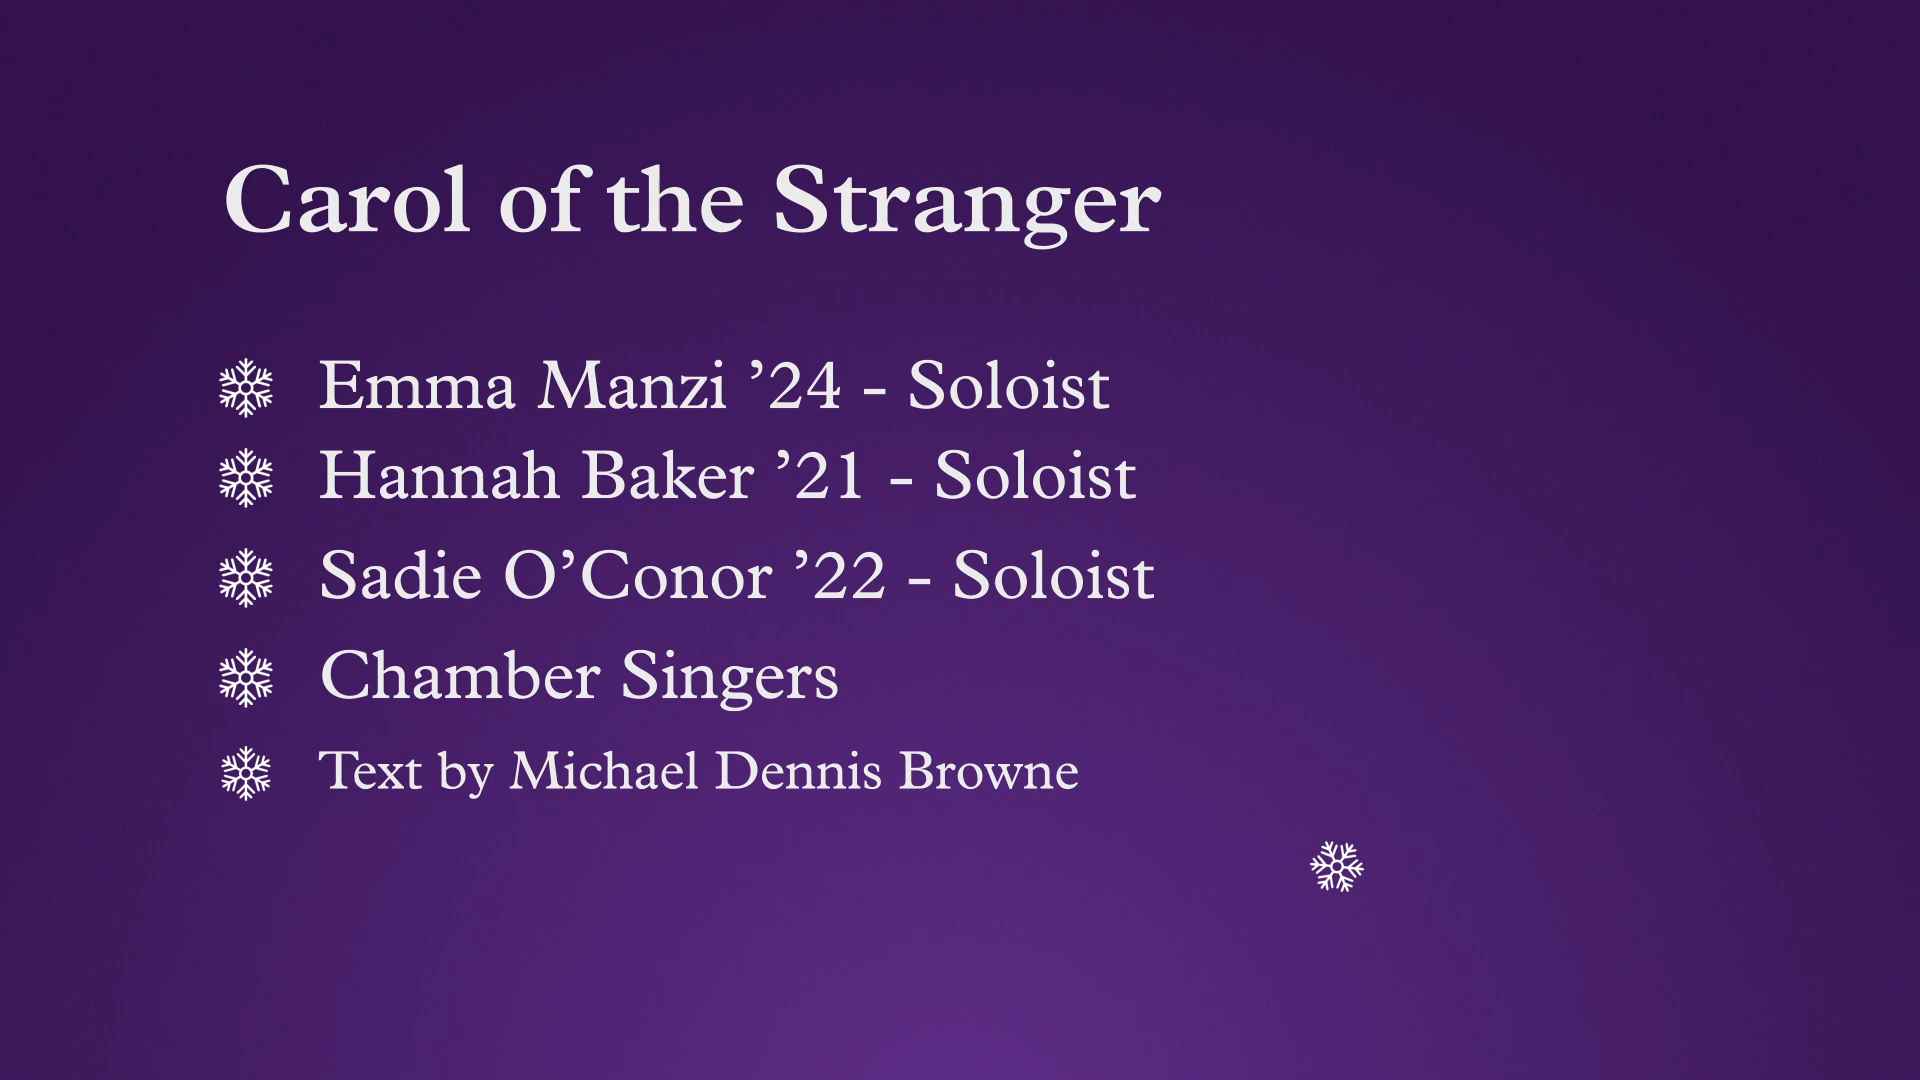 Carol of the Stranger
Emma Manzi ’24 - Soloist
Hannah Baker ’21 - Soloist
Sadie O’Conor ’22 - Soloist
Chamber Singers
Text by Michael Dennis Browne